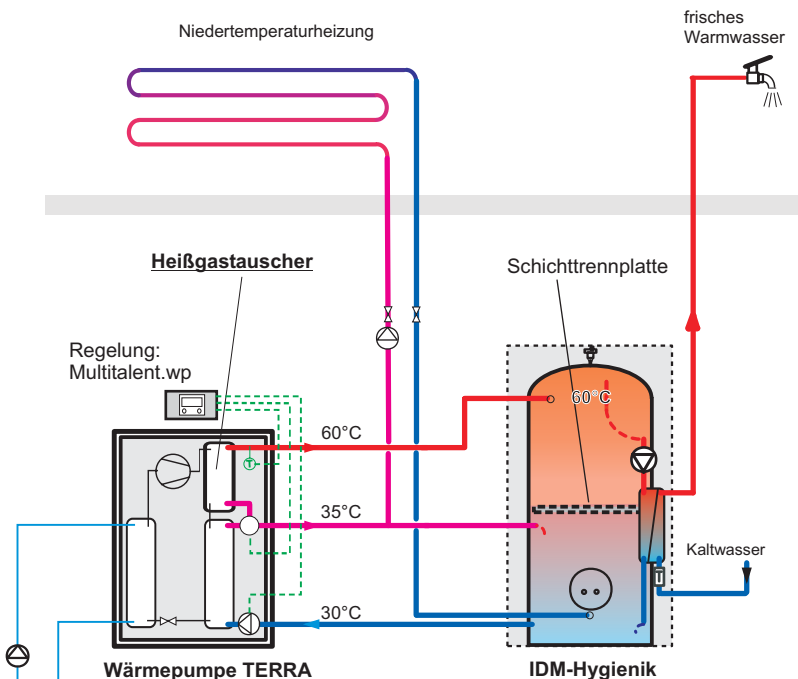 Niedertemperaturheizung
frisches
Warmwasser
Heißgastauscher
Schichttrennplatte
Regelung:
Multitalent.wp
60°C
60°C
T
35°C
Kaltwasser
T
30°C
Wärmepumpe TERRA
IDM-Hygienik